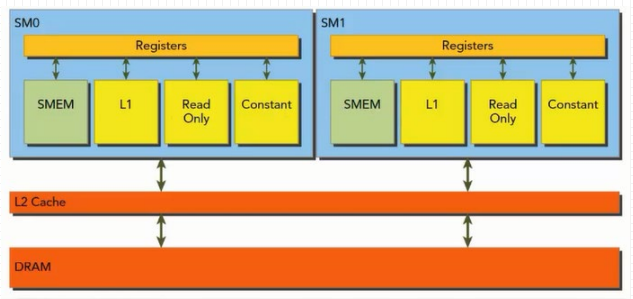 SM0
SM1
Registers
Registers
SMEM
L1
Read
Only
Constant
SMEM
L1
Read
Only
Constant
L2 Cache
DRAM